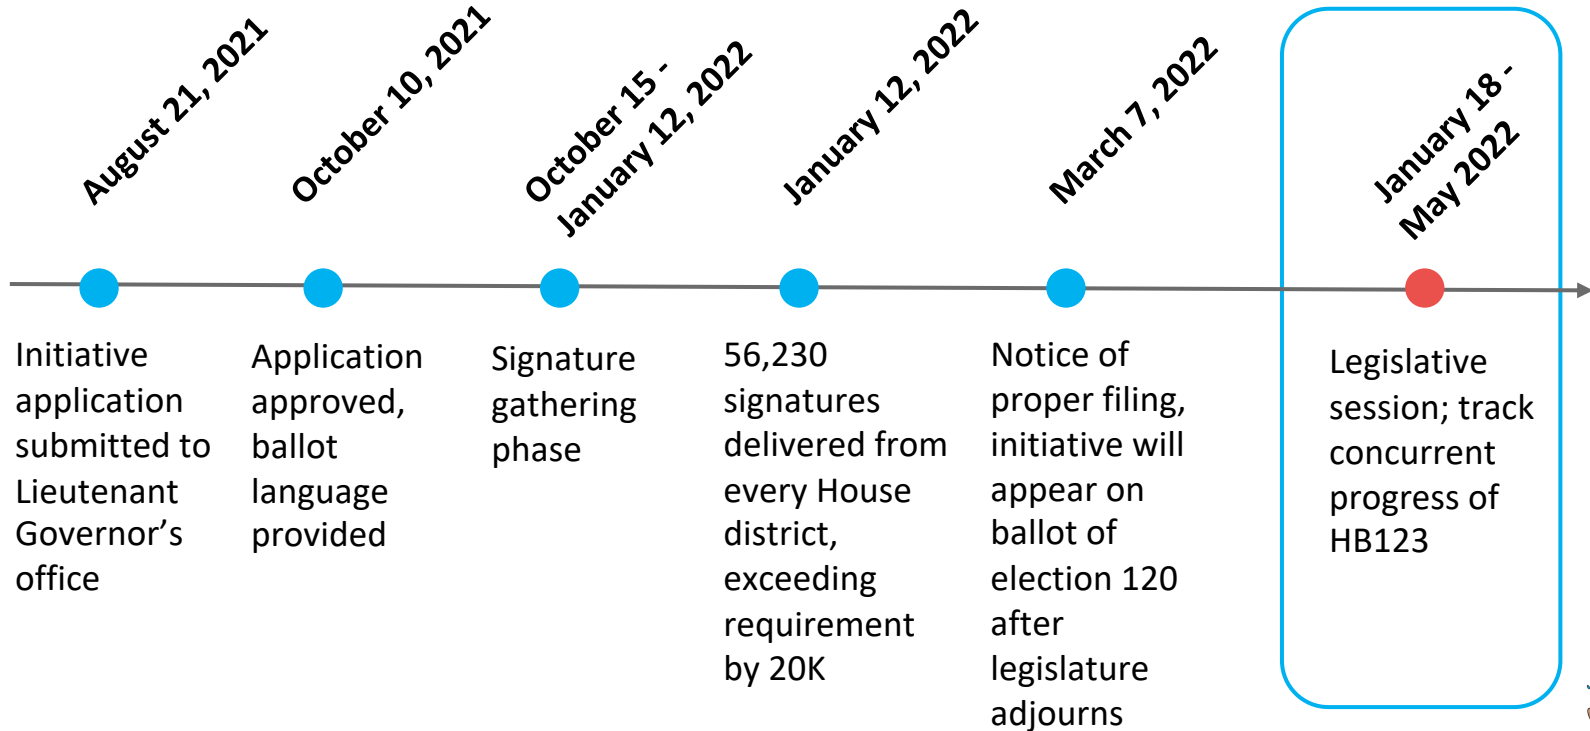 August 21, 2021
October 10, 2021
October 15 -
January 12, 2022
January 12, 2022
March 7, 2022
January 18 -
May 2022
Initiative
application
submitted to
Lieutenant
Governor’s
office
Application
approved,
ballot
language
provided
Signature
gathering
phase
56,230
signatures
delivered from
every House
district,
exceeding
requirement
by 20K
Notice of
proper filing,
initiative will
appear on
ballot of
election 120
after
legislature
adjourns
Legislative
session; track
concurrent
progress of
HB123